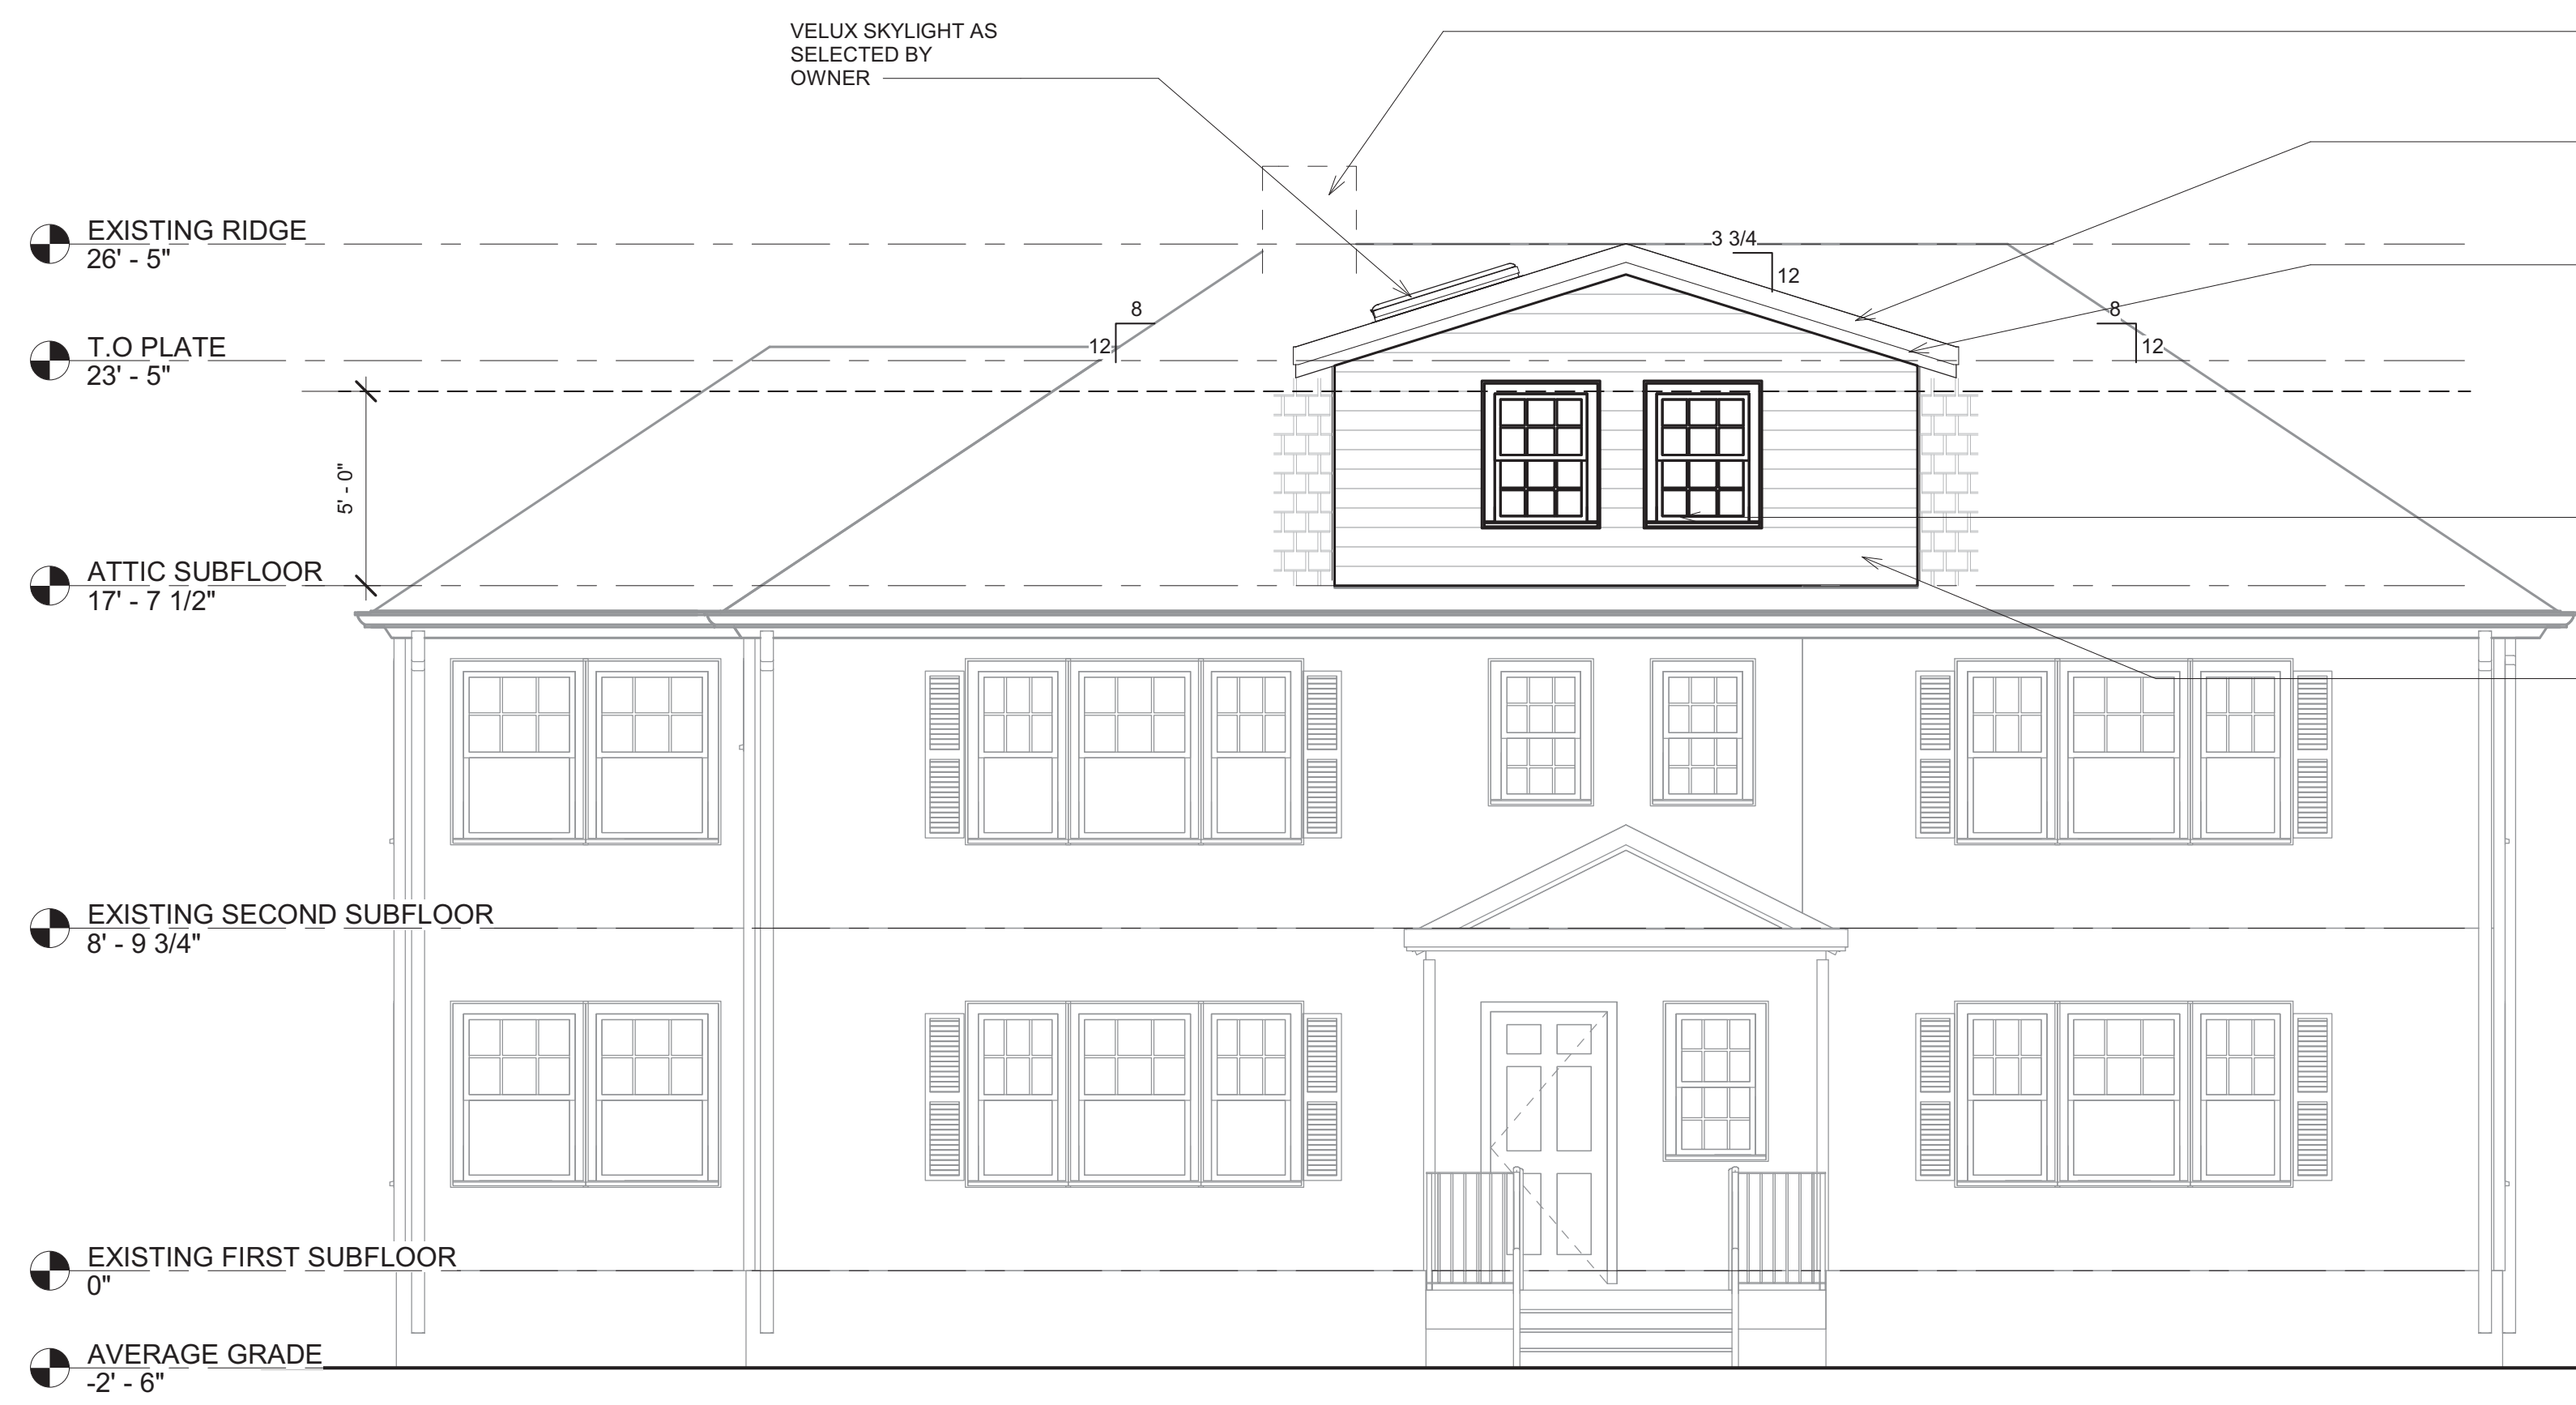 VELUX SKYLIGHT AS
SELECTED BY
OWNER
EXISTING RIDGE
26' - 5"
3 3/4
12
8
12
8
12
T.O PLATE
23' - 5"
5' - 0"
ATTIC SUBFLOOR
17' - 7 1/2"
EXISTING SECOND SUBFLOOR
8' - 9 3/4"
EXISTING FIRST SUBFLOOR
0"
AVERAGE GRADE
-2' - 6"